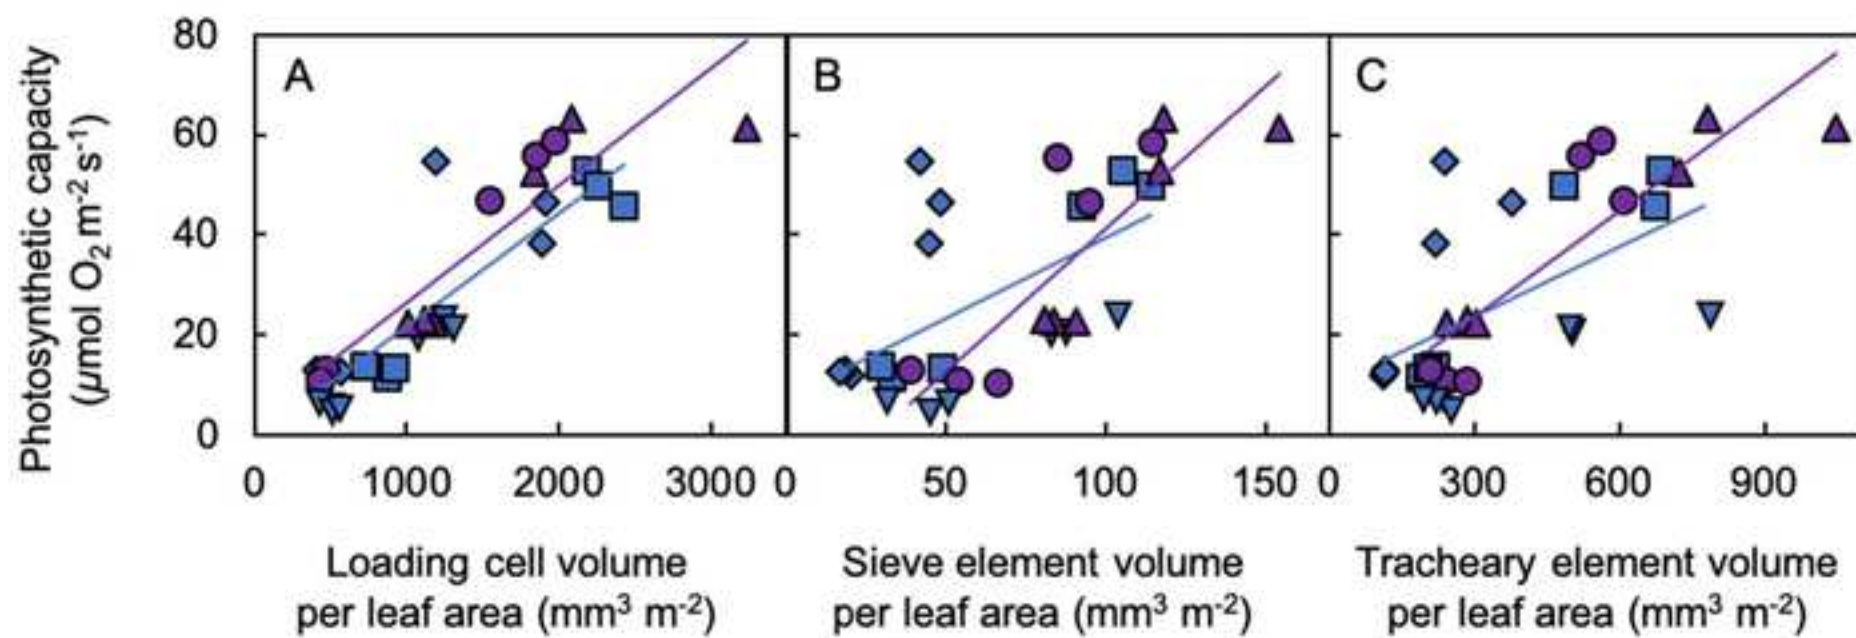 Photosynthetic capacity
(µmol O2 m-2 s-1)
80
60
40
20
0
A
B
C
0 1000 2000 3000 0 50 100 150 0 300 600 900
Loading cell volume
per leaf area (mm3 m-2)
Sieve element volume
per leaf area (mm3 m-2)
Tracheary element volume
per leaf area (mm3 m-2)